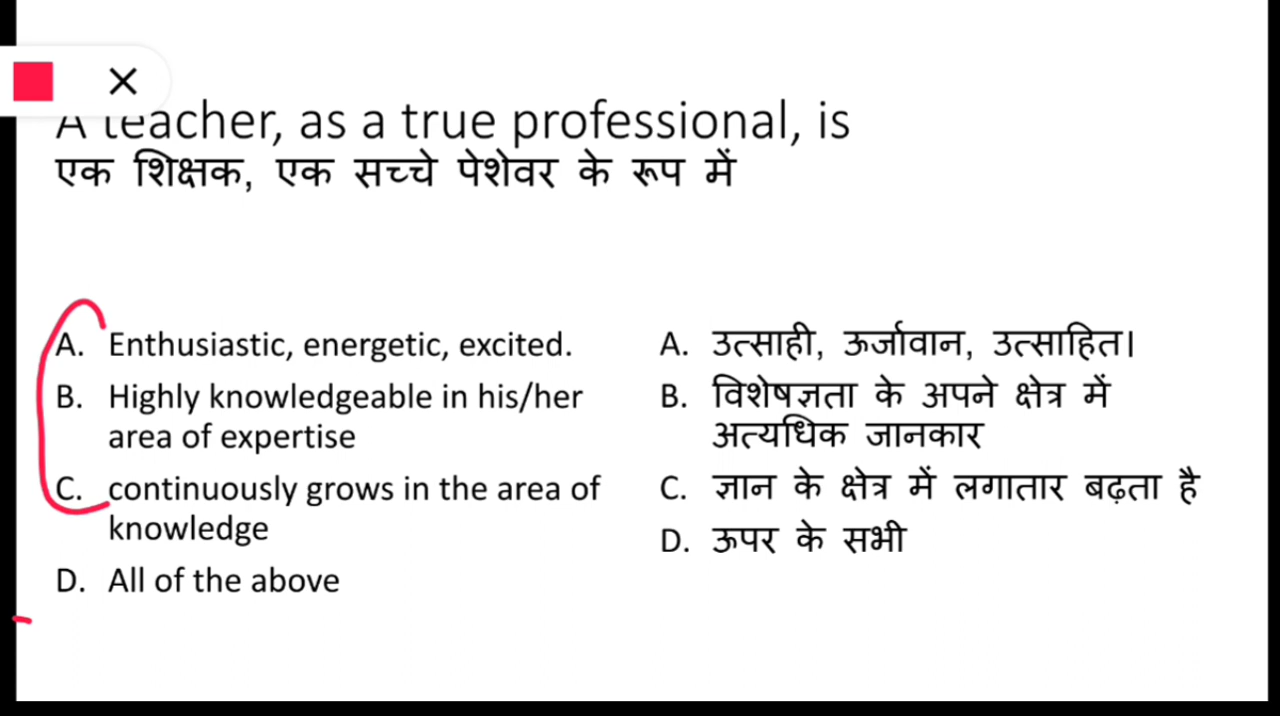 A teacher, as a true professional, is
एक शिक्षक, एक सच्चे पेशेवर के रूप में
A. Enthusiastic, energetic, excited.
B. Highly knowledgeable in his/her
area of expertise
C. continuously grows in the area of
knowledge
D. All of the above
A. उत्साही, ऊर्जावान, उत्साहित।
B. विशेषज्ञता के अपने क्षेत्र में
अत्यधिक जानकार
C. ज्ञान के क्षेत्र में लगातार बढ़ता है
D. ऊपर के सभी